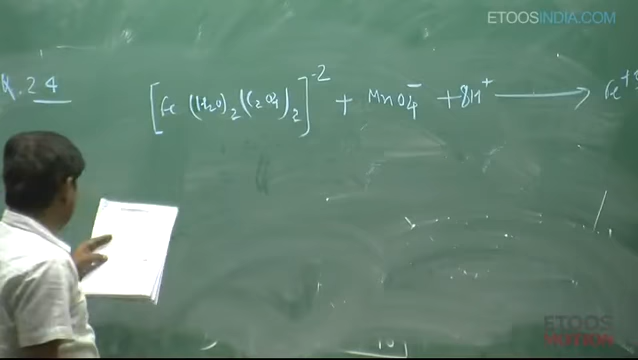 ETOOSINDIA.COM
Q.24 [Fe (H2O)2(C2O4)2]-2 + MnO4- + 8H+ ⟶ Fe+3
ETOOS